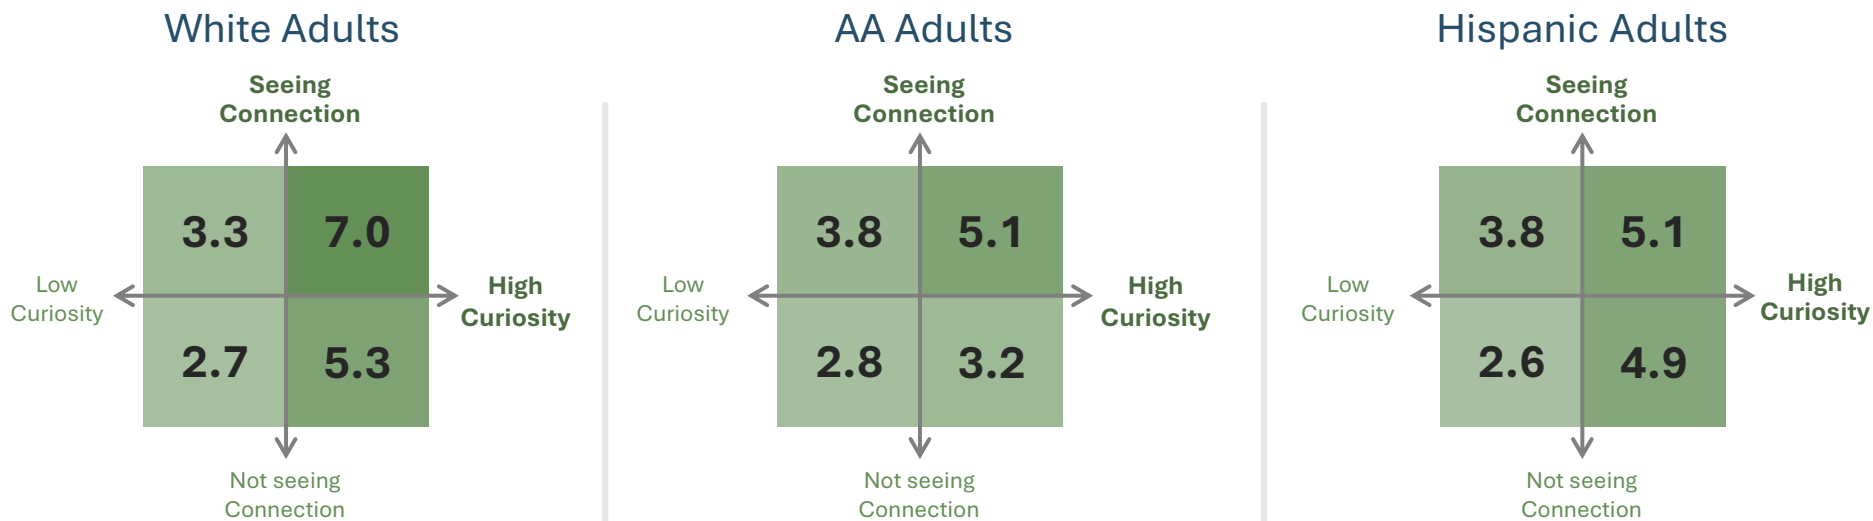 White Adults
Seeing
Connection
3.3 7.0
Low
Curiosity
High
Curiosity
2.7 5.3
Not seeing
Connection
AA Adults
Seeing
Connection
3.8 5.1
Low
Curiosity
High
Curiosity
2.8 3.2
Not seeing
Connection
Hispanic Adults
Seeing
Connection
3.8 5.1
Low
Curiosity
High
Curiosity
2.6 4.9
Not seeing
Connection